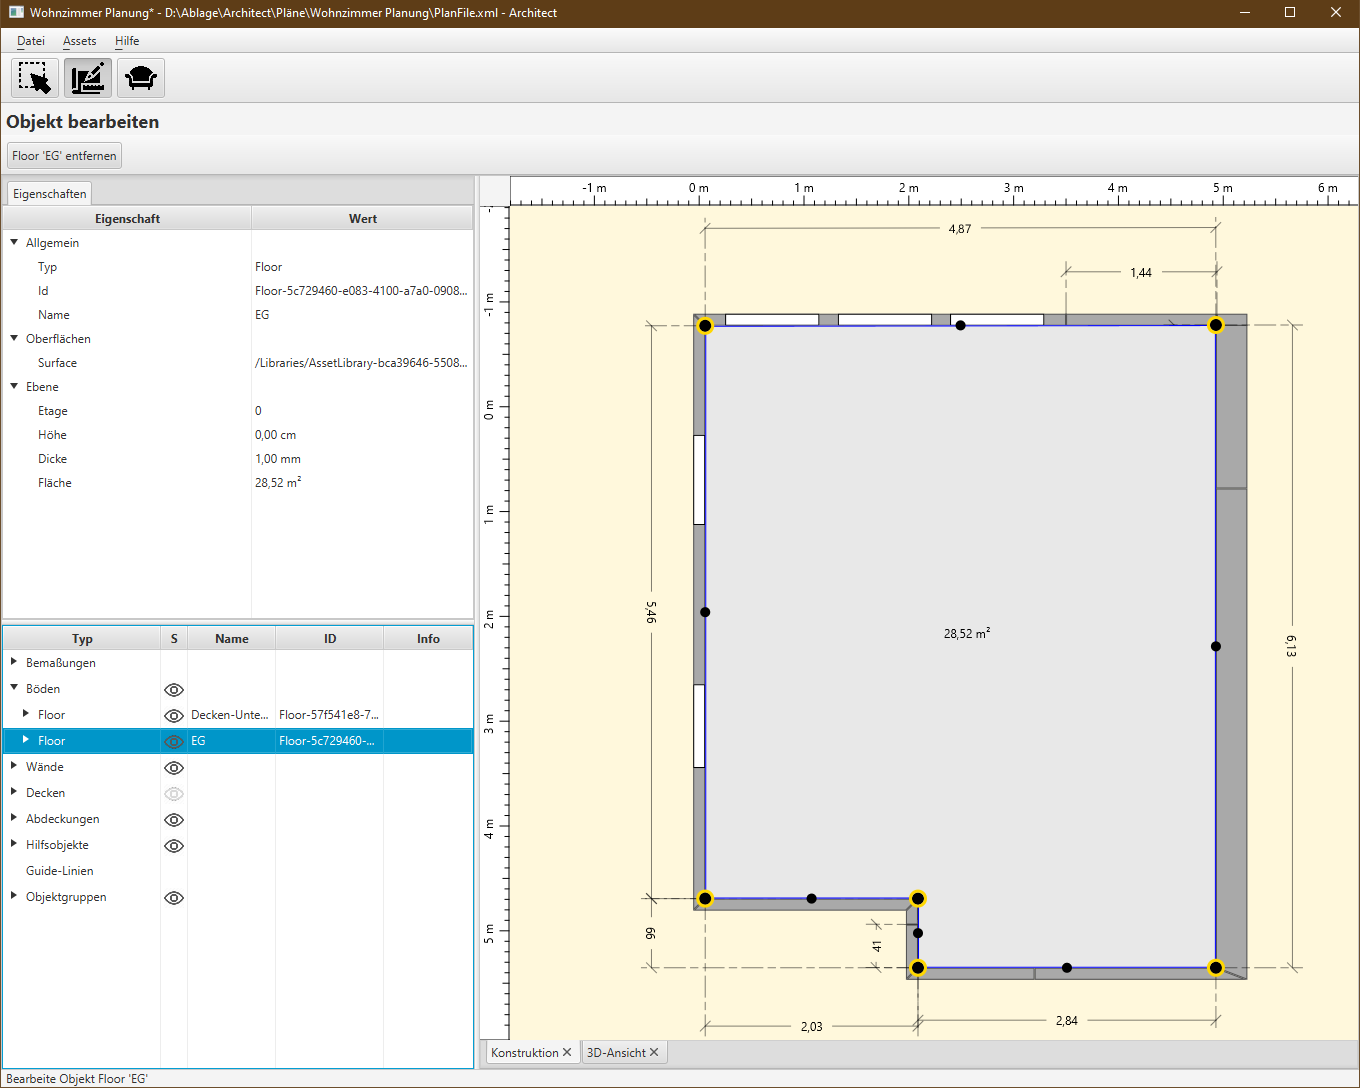 Wohnzimmer Planung* - D:\Ablage\Architect\Pläne\Wohnzimmer Planung\PlanFile.xml - Architect
Datei Assets Hilfe
Objekt bearbeiten
Floor 'EG' entfernen
Eigenschaften
Eigenschaft Wert
Allgemein
Typ Floor
Id Floor-5c729460-e083-4100-a7a0-0908...
Name EG
Oberflächen
Surface /Libraries/AssetLibrary-bca39646-5508...
Ebene
Etage 0
Höhe 0,00 cm
Dicke 1,00 mm
Fläche 28,52 m²
Typ S Name ID Info
Bemaßungen
Böden
Floor Decken-Unte... Floor-57f541e8-7...
Floor EG Floor-5c729460-...
Wände
Decken
Abdeckungen
Hilfsobjekte
Guide-Linien
Objektgruppen
-1 m 0 m 1 m 2 m 3 m 4 m 5 m 6 m
-1 m
0 m
1 m
2 m
3 m
4 m
5 m
4,87
1,44
5,46
28,52 m²
6,13
66
41
2,03
2,84
Konstruktion 3D-Ansicht
Bearbeite Objekt Floor 'EG'